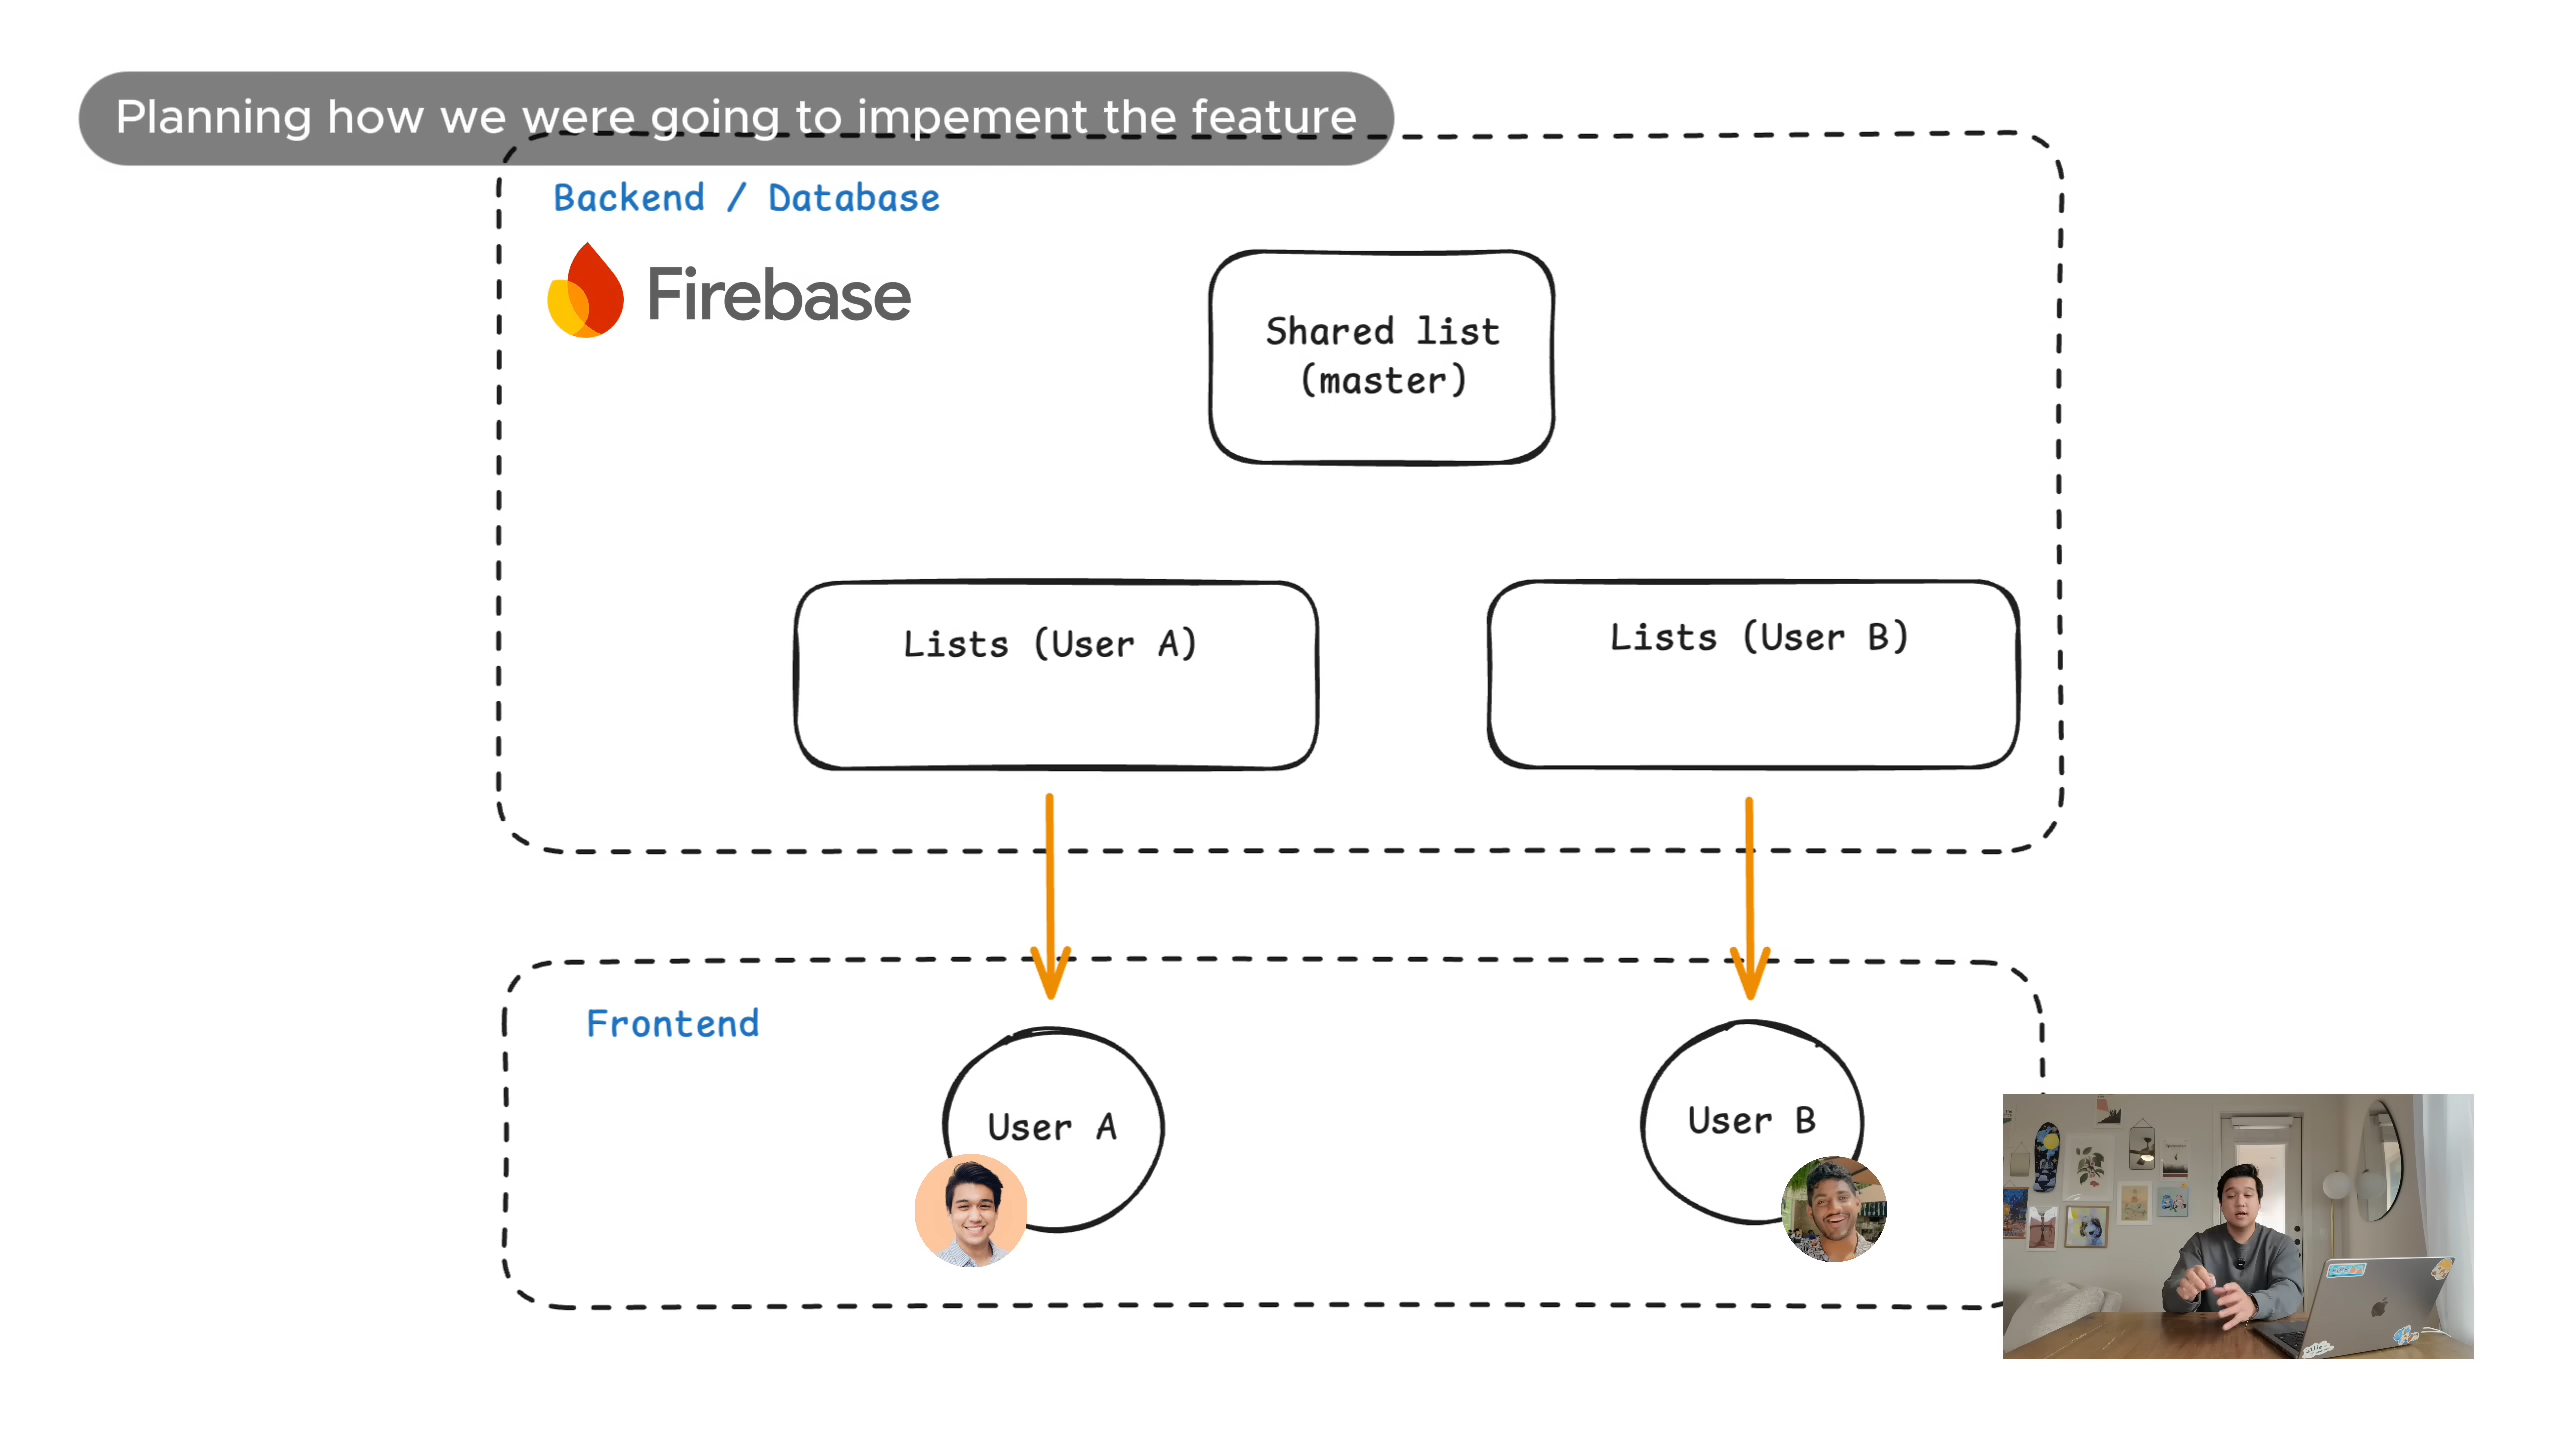 Planning how we were going to impement the feature
Backend / Database
Firebase
Shared list
(master)
Lists (User A)
Lists (User B)
Frontend
User A
User B